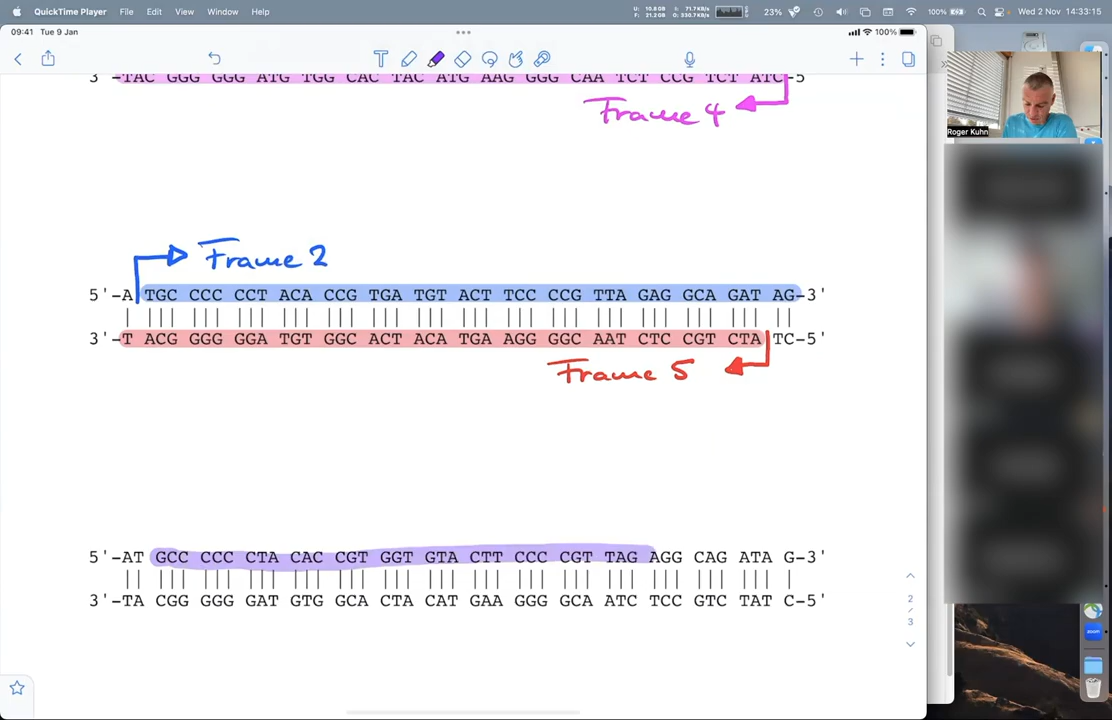 QuickTime Player File Edit View Window Help
23% 100% Wed 2 Nov 14:33:15
09:41 Tue 9 Jan
100%
3'-TAC GGG GGG ATG TGG CAC TAC ATG AAG GGG CAA TCT CCG TCT ATC-5
Frame 4
Roger Kuhn
Frame 2
5'-A TGC CCC CCT ACA CCG TGA TGT ACT TCC CCG TTA GAG GCA GAT AG-3'
3'-T ACG GGG GGA TGT GGC ACT ACA TGA AGG GGC AAT CTC CGT CTA TC-5'
Frame 5
5'-AT GCC CCC CTA CAC CGT GGT GTA CTT CCC CGT TAG AGG CAG ATA G-3'
3'-TA CGG GGG GAT GTG GCA CTA CAT GAA GGG GCA ATC TCC GTC TAT C-5'
2
/
3
zoom